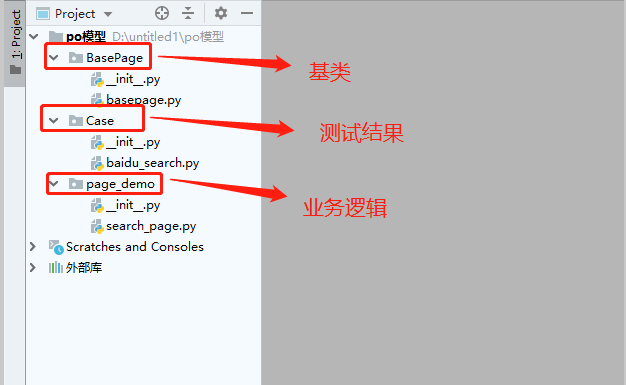 1: Project
Project
po模型 D:\untitled1\po模型
BasePage
__init__.py
basepage.py
Case
__init__.py
baidu_search.py
page_demo
__init__.py
search_page.py
Scratches and Consoles
外部库
基类
测试结果
业务逻辑